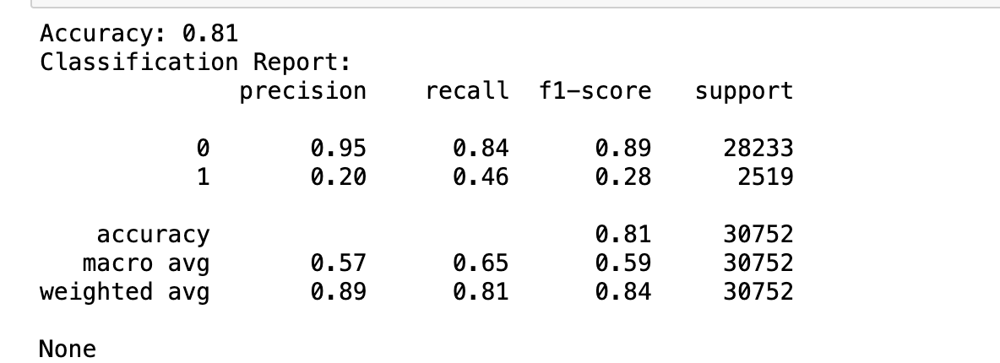 Accuracy: 0.81
Classification Report:
precision recall f1-score support
0 0.95 0.84 0.89 28233
1 0.20 0.46 0.28 2519
accuracy 0.81 30752
macro avg 0.57 0.65 0.59 30752
weighted avg 0.89 0.81 0.84 30752
None